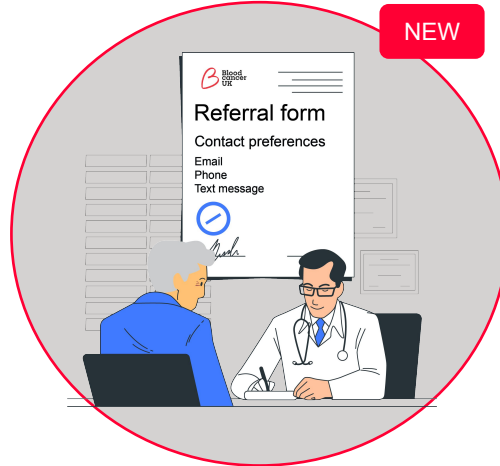 NEW
Blood
cancer
UK
Referral form
Contact preferences
Email
Phone
Text message